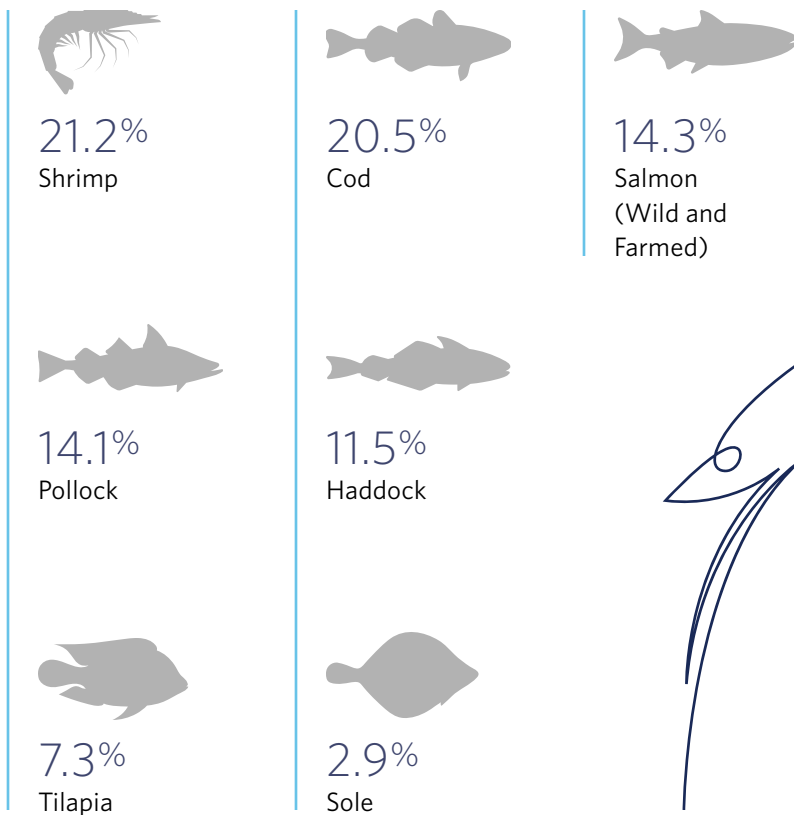 21.2%
Shrimp
20.5%
Cod
14.3%
Salmon
(Wild and
Farmed)
14.1%
Pollock
11.5%
Haddock
7.3%
Tilapia
2.9%
Sole